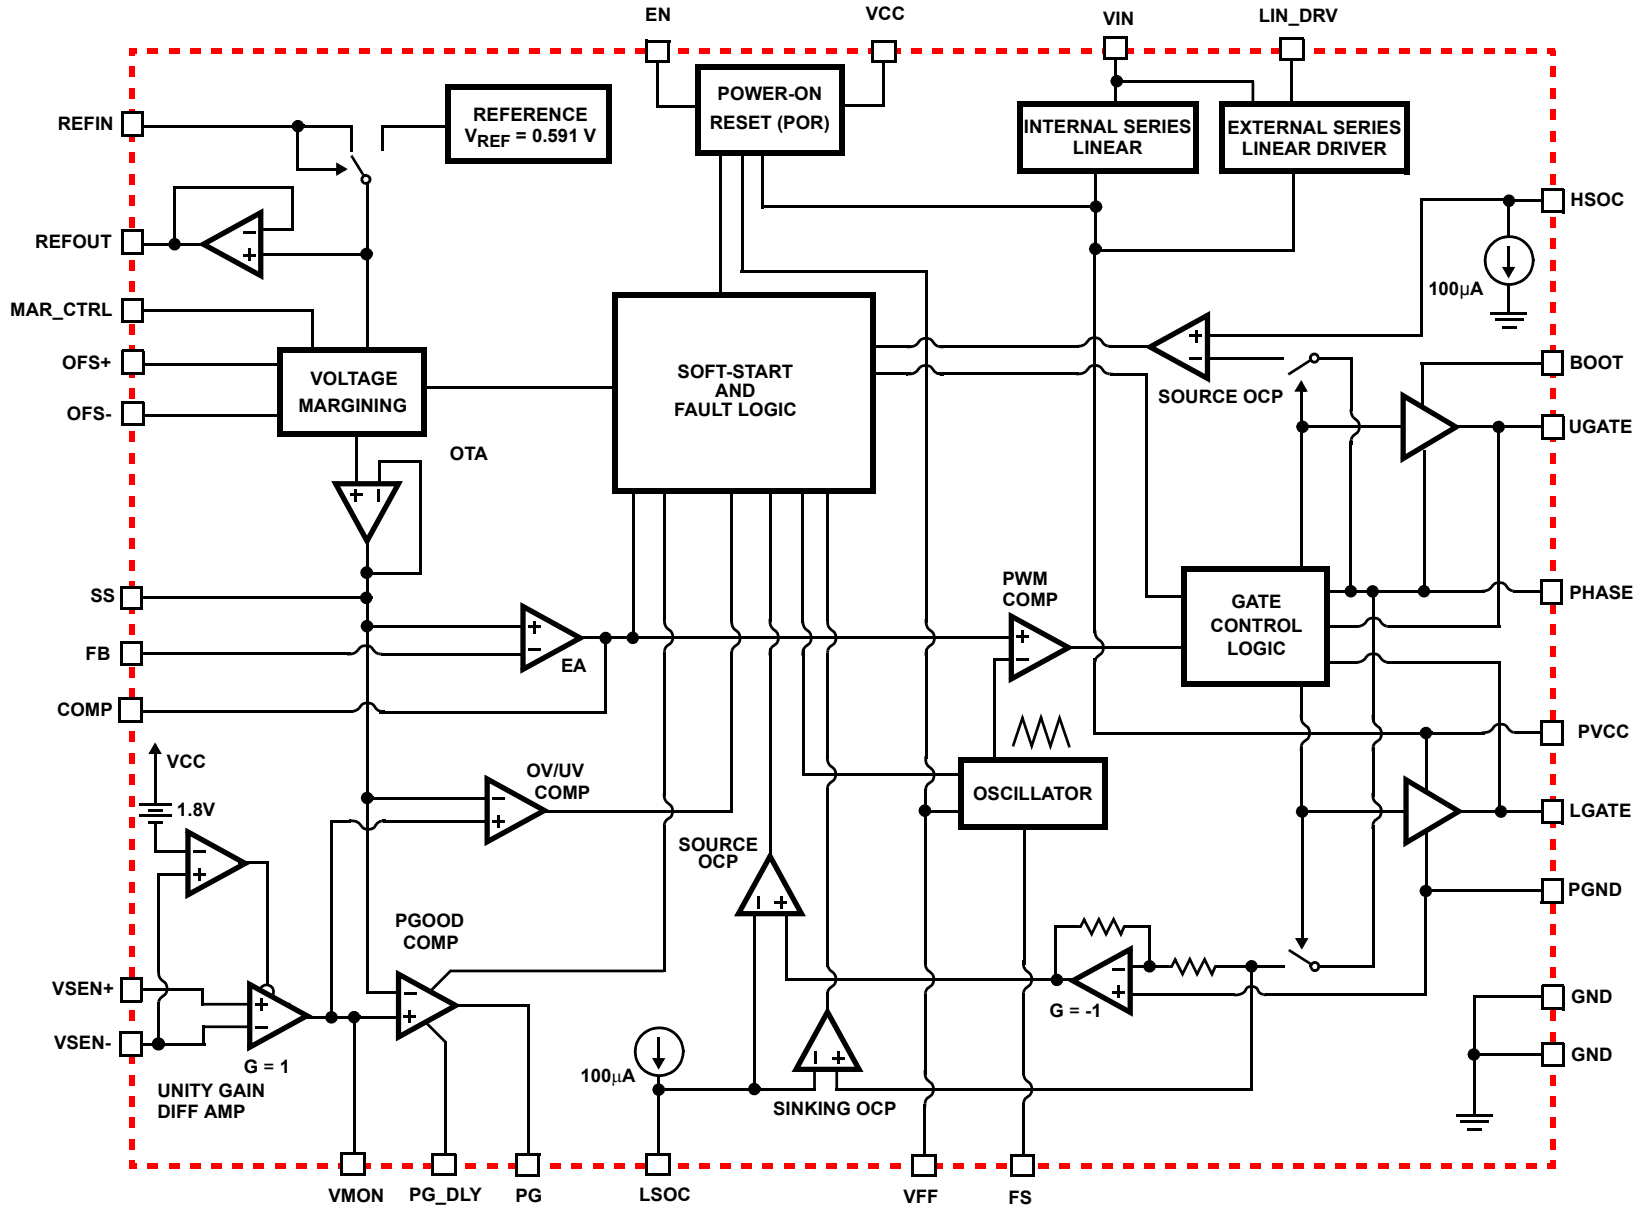 EN
VCC
VIN
LIN_DRV
REFIN
REFERENCE
VREF = 0.591 V
POWER-ON
RESET (POR)
INTERNAL SERIES
LINEAR
EXTERNAL SERIES
LINEAR DRIVER
HSOC
REFOUT
−
+
100µA
MAR_CTRL
OFS+
VOLTAGE
MARGINING
OFS-
SOFT-START
AND
FAULT LOGIC
+
−
SOURCE OCP
BOOT
UGATE
OTA
+ −
SS
FB
+
−
EA
COMP
PWM
COMP
+
−
GATE
CONTROL
LOGIC
PHASE
PVCC
VCC
1.8V
OV/UV
COMP
−
+
OSCILLATOR
LGATE
−
+
SOURCE
OCP
− +
PGND
PGOOD
COMP
−
+
VSEN+
VSEN-
+
−
G = 1
UNITY GAIN
DIFF AMP
−
+
G = -1
GND
GND
100µA
− +
SINKING OCP
VMON
PG_DLY
PG
LSOC
VFF
FS